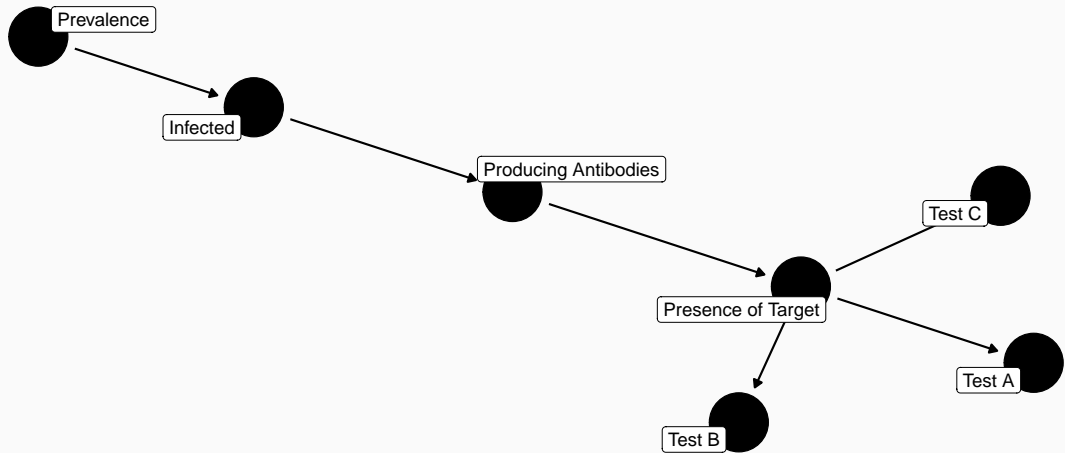 Prevalence
Infected
Producing Antibodies
Test C
Presence of Target
Test A
Test B